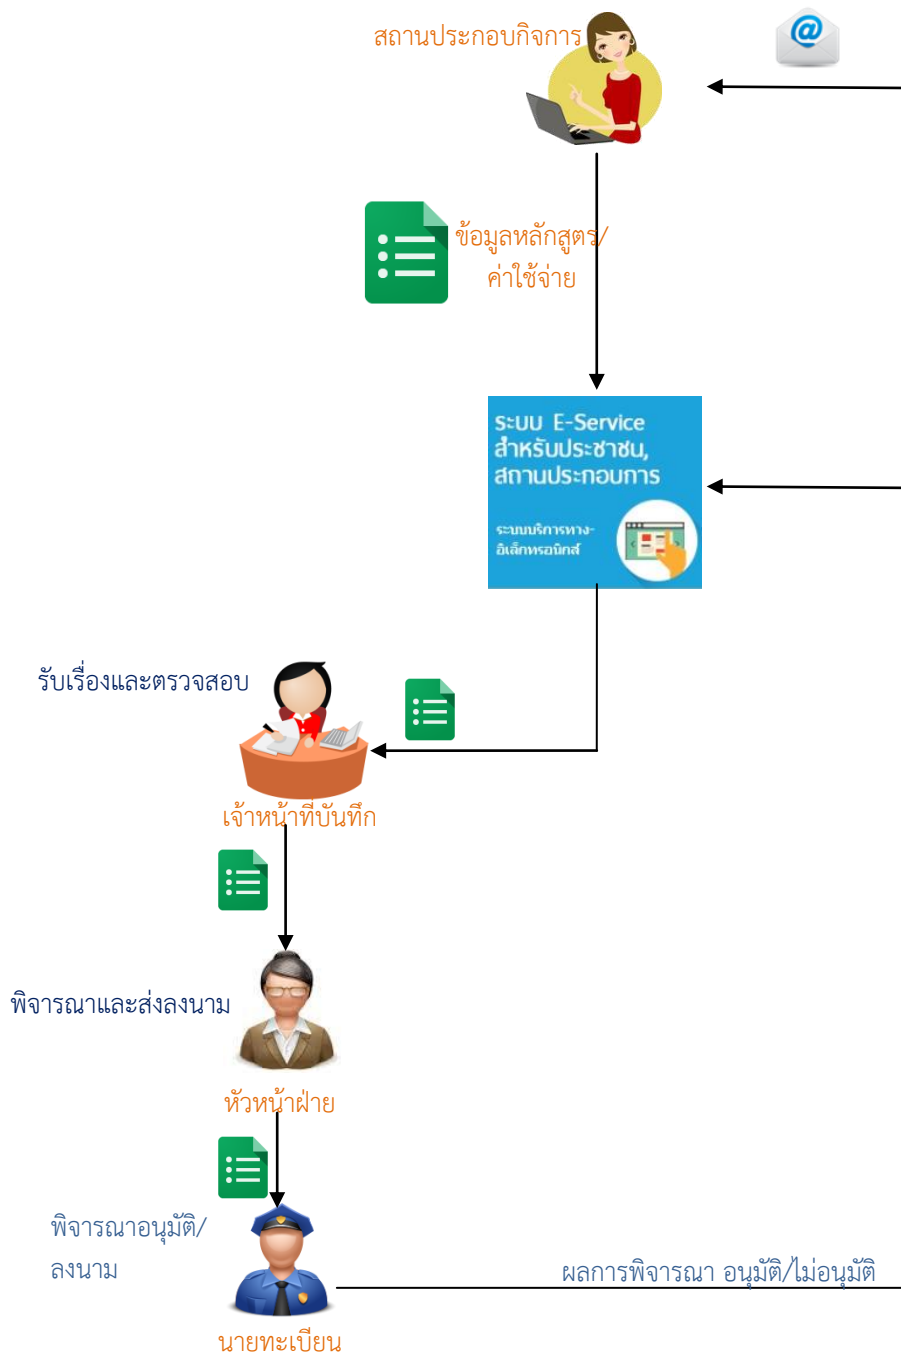 สถานประกอบกิจการ
@
ข้อมูลหลักสูตร/
ค่าใช้จ่าย
ระบบ E-Service
สำหรับประชาชน,
สถานประกอบการ
ระบบบริการทาง-
อิเล็กทรอนิกส์
รับเรื่องและตรวจสอบ
เจ้าหน้าที่บันทึก
พิจารณาและส่งลงนาม
หัวหน้าฝ่าย
พิจารณาอนุมัติ/
ลงนาม
ผลการพิจารณา อนุมัติ/ไม่อนุมัติ
นายทะเบียน